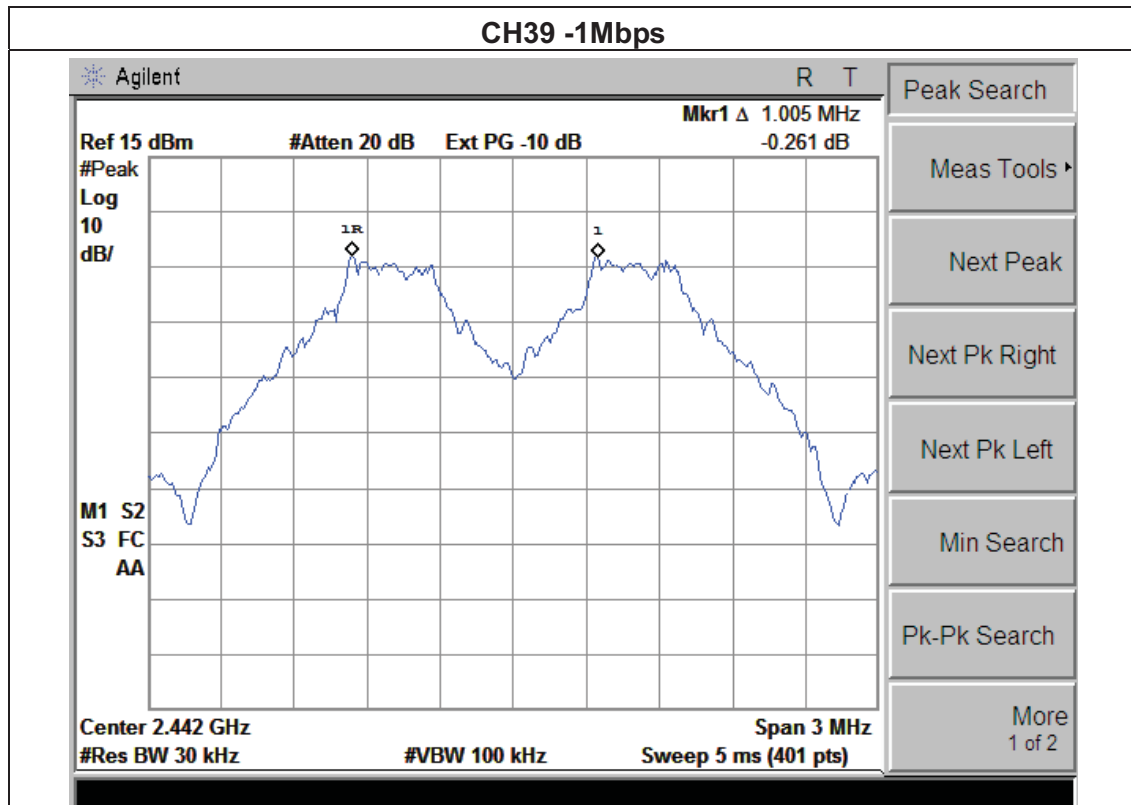 CH39 -1Mbps
Agilent R T
Peak Search
Mkr1 Δ 1.005 MHz
Ref 15 dBm #Atten 20 dB Ext PG -10 dB -0.261 dB
#Peak
Log
10
dB/
1R
1
M1 S2
S3 FC
AA
Center 2.442 GHz Span 3 MHz
#Res BW 30 kHz #VBW 100 kHz Sweep 5 ms (401 pts)
Meas Tools
Next Peak
Next Pk Right
Next Pk Left
Min Search
Pk-Pk Search
More
1 of 2